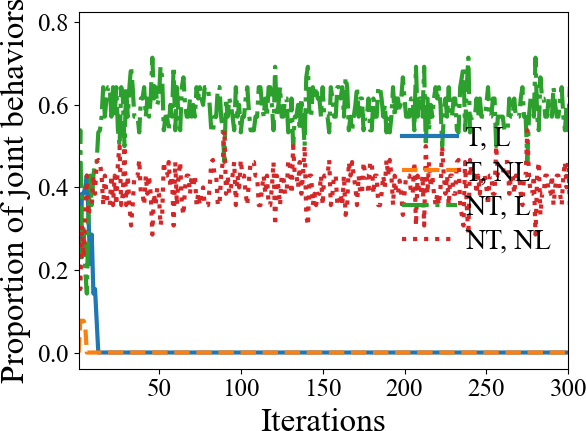 Proportion of joint behaviors
0.8
0.6
0.4
0.2
0.0
T, L
T, NL
NT, L
NT, NL
50
100
150
200
250
300
Iterations